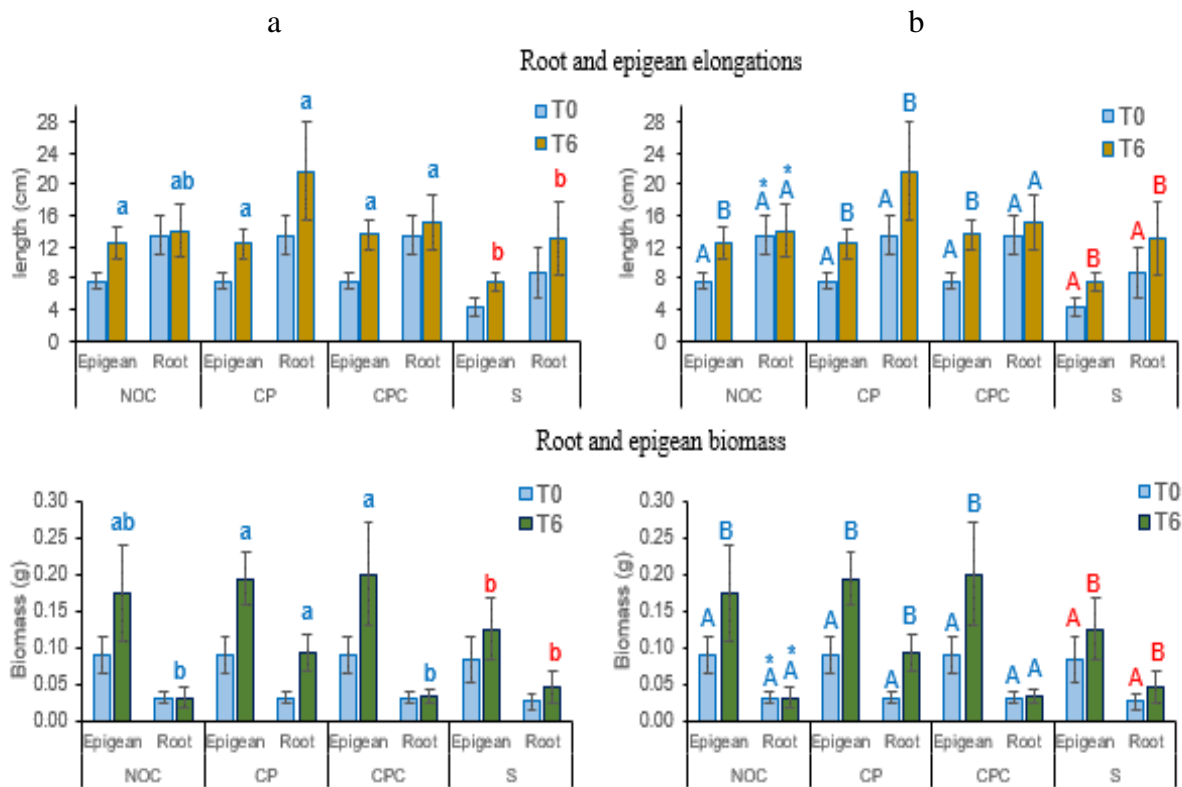 a b
Root and epigean elongations
length (cm)
28
24
20
16
12
8
4
0
T0
T6
a ab a a a a b b
Epigean Root Epigean Root Epigean Root Epigean Root
NOC CP CPC S
length (cm)
28
24
20
16
12
8
4
0
T0
T6
A B *A *A A B A B A B A A A B A B
Epigean Root Epigean Root Epigean Root Epigean Root
NOC CP CPC S
Root and epigean biomass
Biomass (g)
0.30
0.25
0.20
0.15
0.10
0.05
0.00
T0
T6
ab b a a a b b b
Epigean Root Epigean Root Epigean Root Epigean Root
NOC CP CPC S
Biomass (g)
0.30
0.25
0.20
0.15
0.10
0.05
0.00
T0
T6
A B *A *A A B A B A B A A A B A B
Epigean Root Epigean Root Epigean Root Epigean Root
NOC CP CPC S